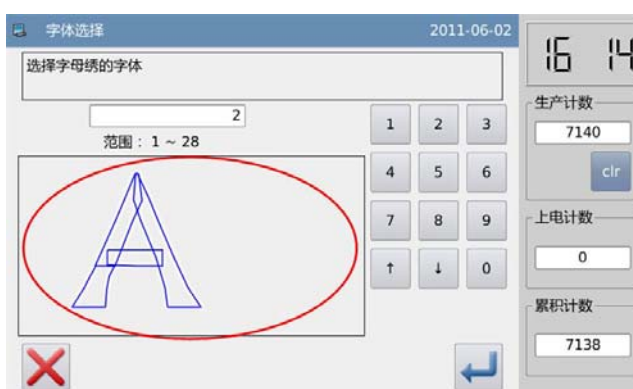 字体选择 2011-06-02
选择字母绣的字体
2
范围：1 ~ 28
1 2 3
4 5 6
7 8 9
↑ ↓ 0
A
16 14
生产计数
7140
clr
上电计数
0
累积计数
7138